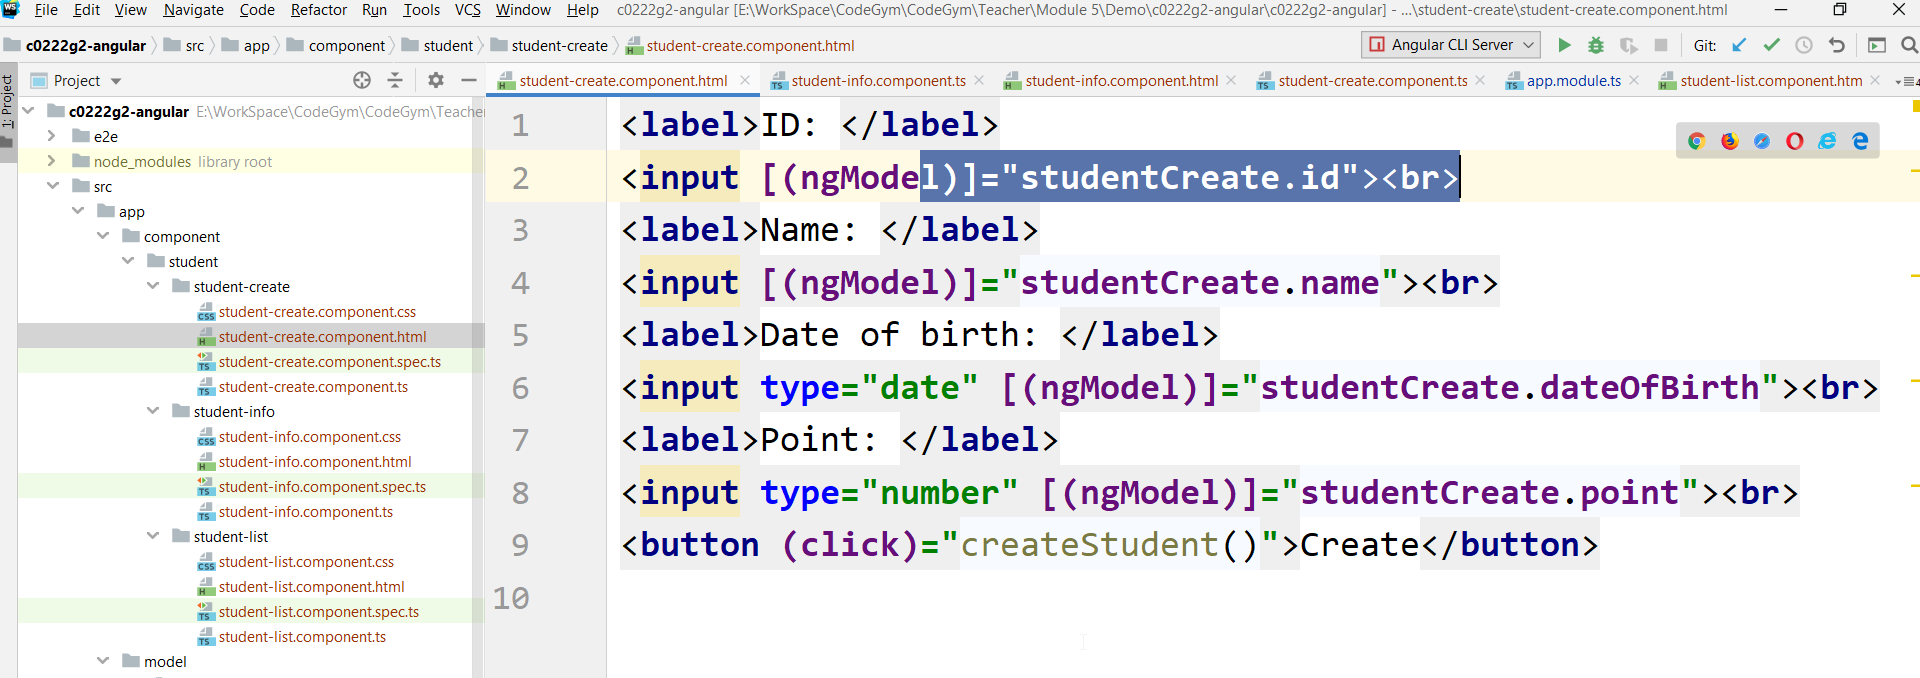 WS File Edit View Navigate Code Refactor Run Tools VCS Window Help c0222g2-angular [E:\WorkSpace\CodeGym\CodeGym\Teacher\Module 5\Demo\c0222g2-angular\c0222g2-angular] - ...\student-create\student-create.component.html
c0222g2-angular src app component student student-create student-create.component.html Angular CLI Server Git:
1: Project
Project
student-create.component.html student-info.component.ts student-info.component.html student-create.component.ts app.module.ts student-list.component.htm
c0222g2-angular E:\WorkSpace\CodeGym\CodeGym\Teacher
e2e
node_modules library root
src
app
component
student
student-create
student-create.component.css
student-create.component.html
student-create.component.spec.ts
student-create.component.ts
student-info
student-info.component.css
student-info.component.html
student-info.component.spec.ts
student-info.component.ts
student-list
student-list.component.css
student-list.component.html
student-list.component.spec.ts
student-list.component.ts
model
1 <label>ID: </label>
2 <input [(ngModel)]="studentCreate.id"><br>
3 <label>Name: </label>
4 <input [(ngModel)]="studentCreate.name"><br>
5 <label>Date of birth: </label>
6 <input type="date" [(ngModel)]="studentCreate.dateOfBirth"><br>
7 <label>Point: </label>
8 <input type="number" [(ngModel)]="studentCreate.point"><br>
9 <button (click)="createStudent()">Create</button>
10